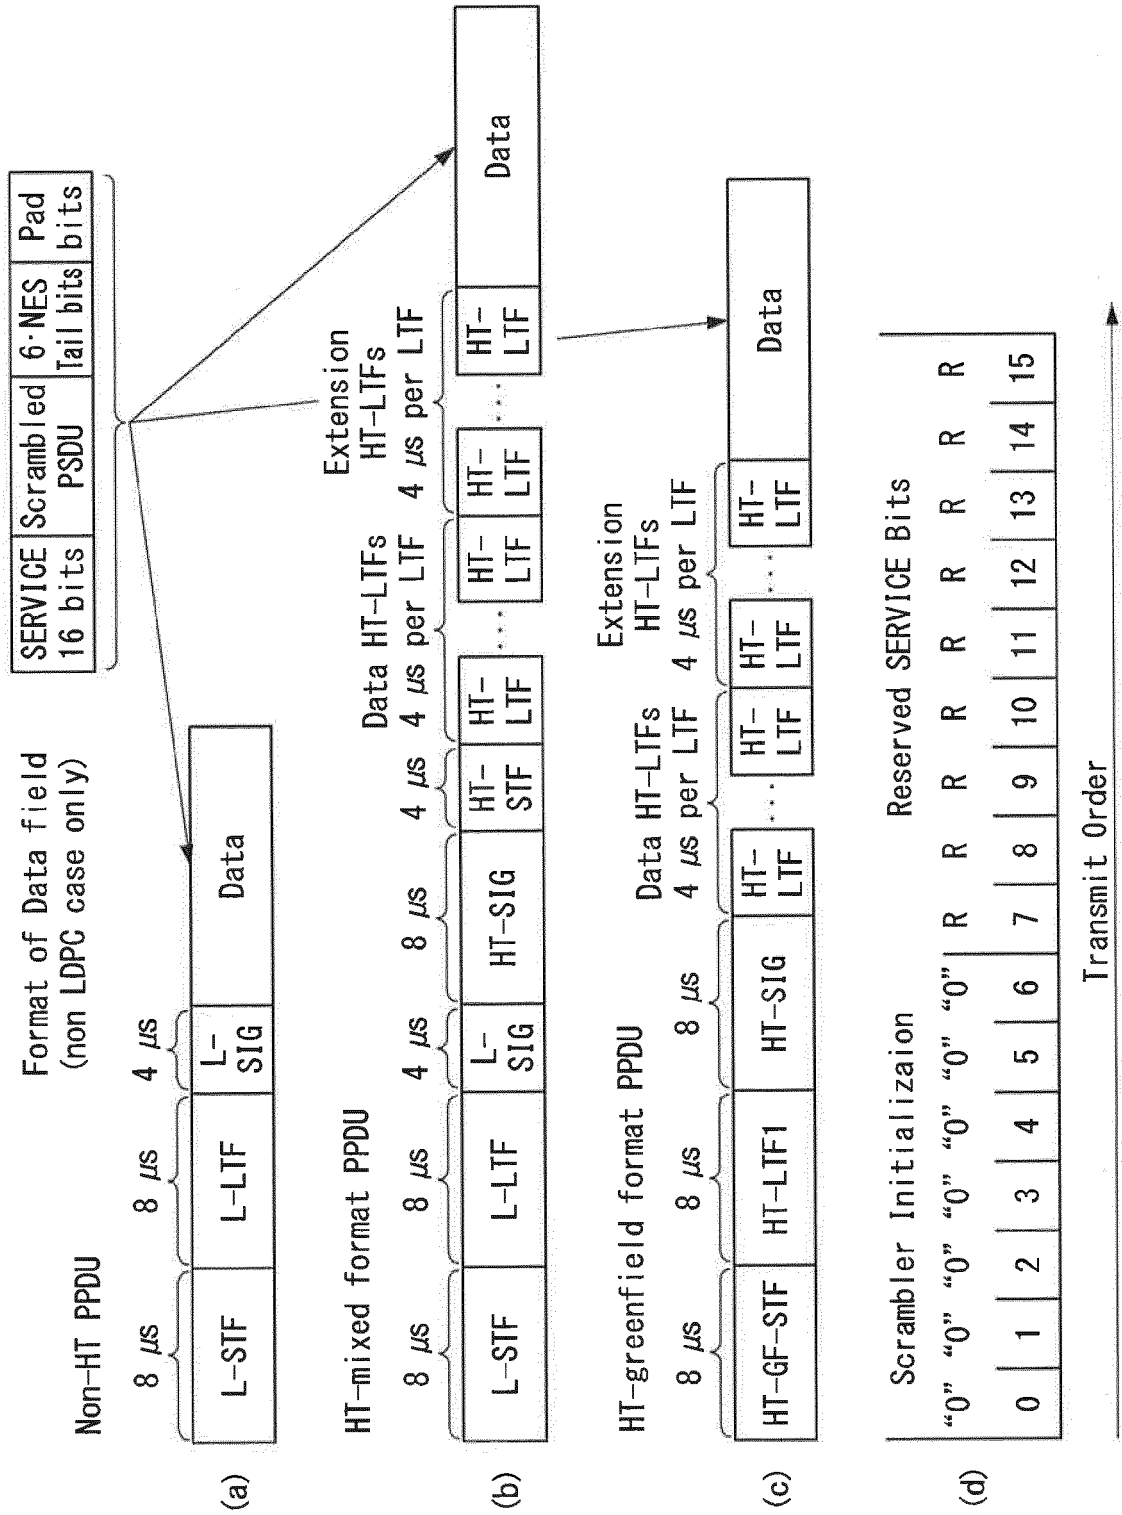 Format of Data field
(non LDPC case only)
SERVICE
16 bits
Scrambled
PSDU
6·NES
Tail bits
Pad
bits
Non-HT PPDU
8 μs
8 μs
4 μs
(a)
L-STF
L-LTF
L-
SIG
Data
HT-mixed format PPDU
8 μs
8 μs
4 μs
8 μs
4 μs
Data HT-LTFs
4 μs per LTF
Extension
HT-LTFs
4 μs per LTF
(b)
L-STF
L-LTF
L-
SIG
HT-SIG
HT-
STF
HT-
LTF
....
HT-
LTF
HT-
LTF
....
HT-
LTF
Data
HT-greenfield format PPDU
8 μs
8 μs
8 μs
Data HT-LTFs
4 μs per LTF
Extension
HT-LTFs
4 μs per LTF
(c)
HT-GF-STF
HT-LTF1
HT-SIG
HT-
LTF
....
HT-
LTF
HT-
LTF
....
HT-
LTF
Data
Scrambler Initializaion
Reserved SERVICE Bits
"0" "0" "0" "0" "0" "0" "0" R R R R R R R R R
(d)
0 1 2 3 4 5 6 7 8 9 10 11 12 13 14 15
Transmit Order